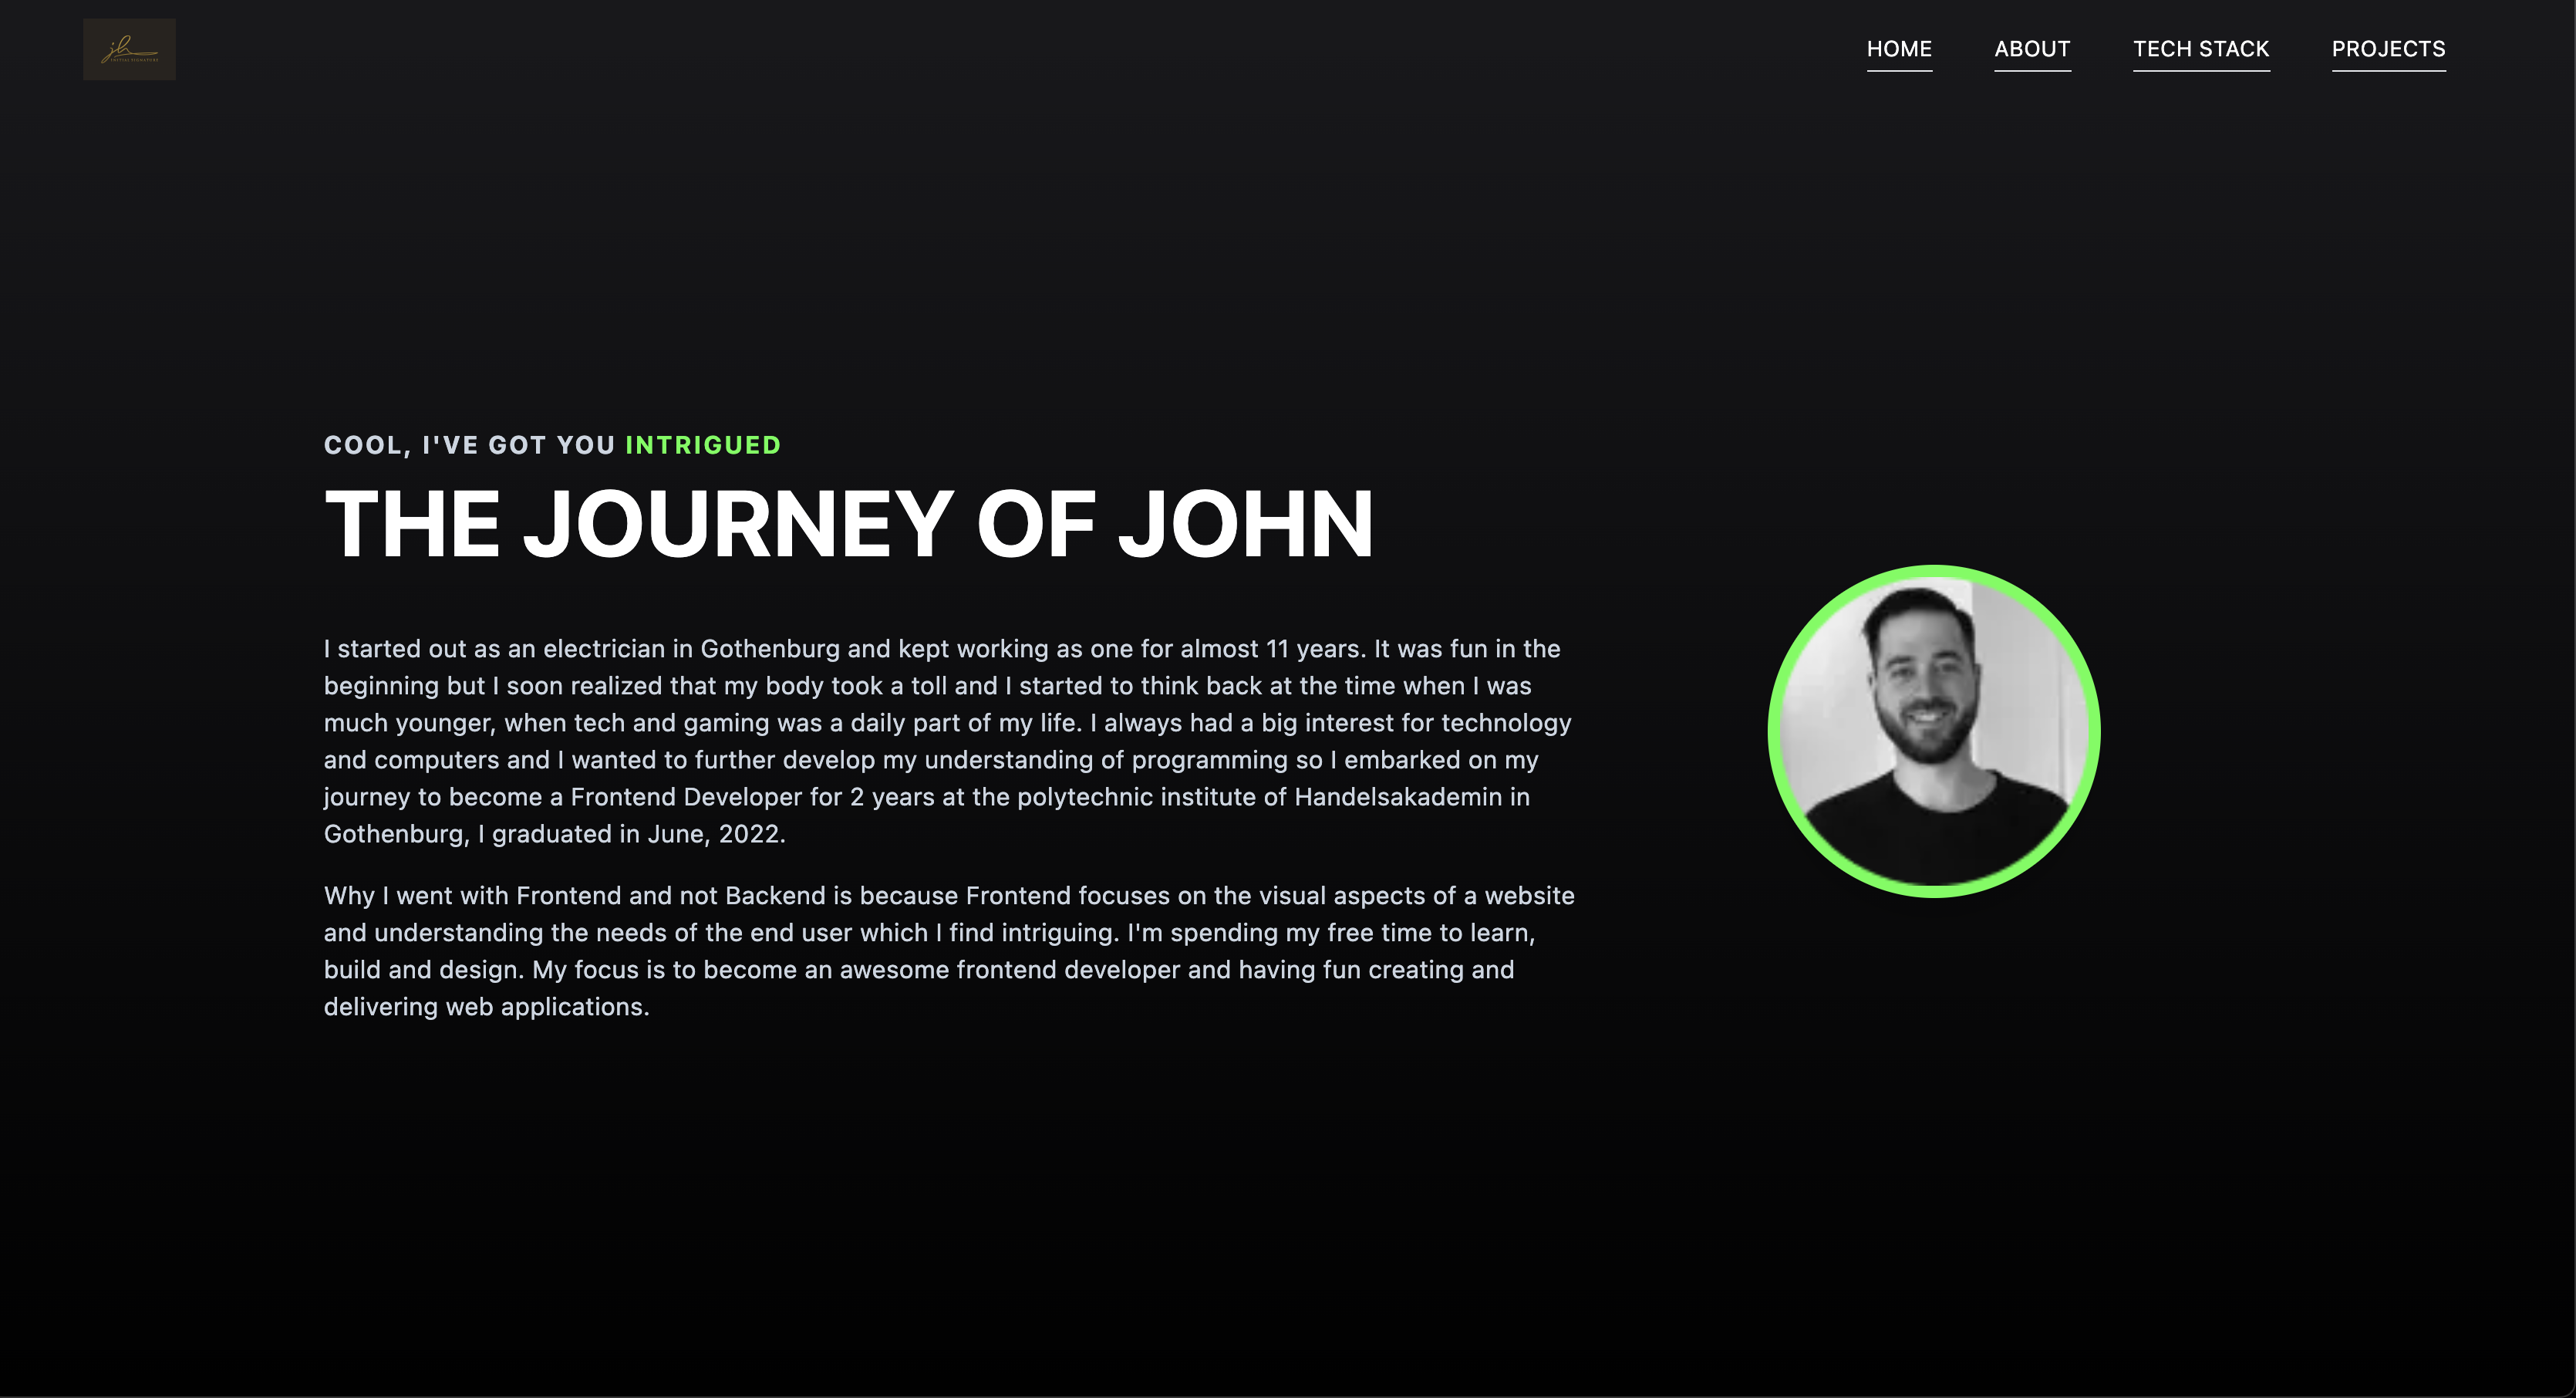 jh
HOME
ABOUT
TECH STACK
PROJECTS
COOL, I'VE GOT YOU INTRIGUED
THE JOURNEY OF JOHN
I started out as an electrician in Gothenburg and kept working as one for almost 11 years. It was fun in the
beginning but I soon realized that my body took a toll and I started to think back at the time when I was
much younger, when tech and gaming was a daily part of my life. I always had a big interest for technology
and computers and I wanted to further develop my understanding of programming so I embarked on my
journey to become a Frontend Developer for 2 years at the polytechnic institute of Handelsakademin in
Gothenburg, I graduated in June, 2022.
Why I went with Frontend and not Backend is because Frontend focuses on the visual aspects of a website
and understanding the needs of the end user which I find intriguing. I'm spending my free time to learn,
build and design. My focus is to become an awesome frontend developer and having fun creating and
delivering web applications.